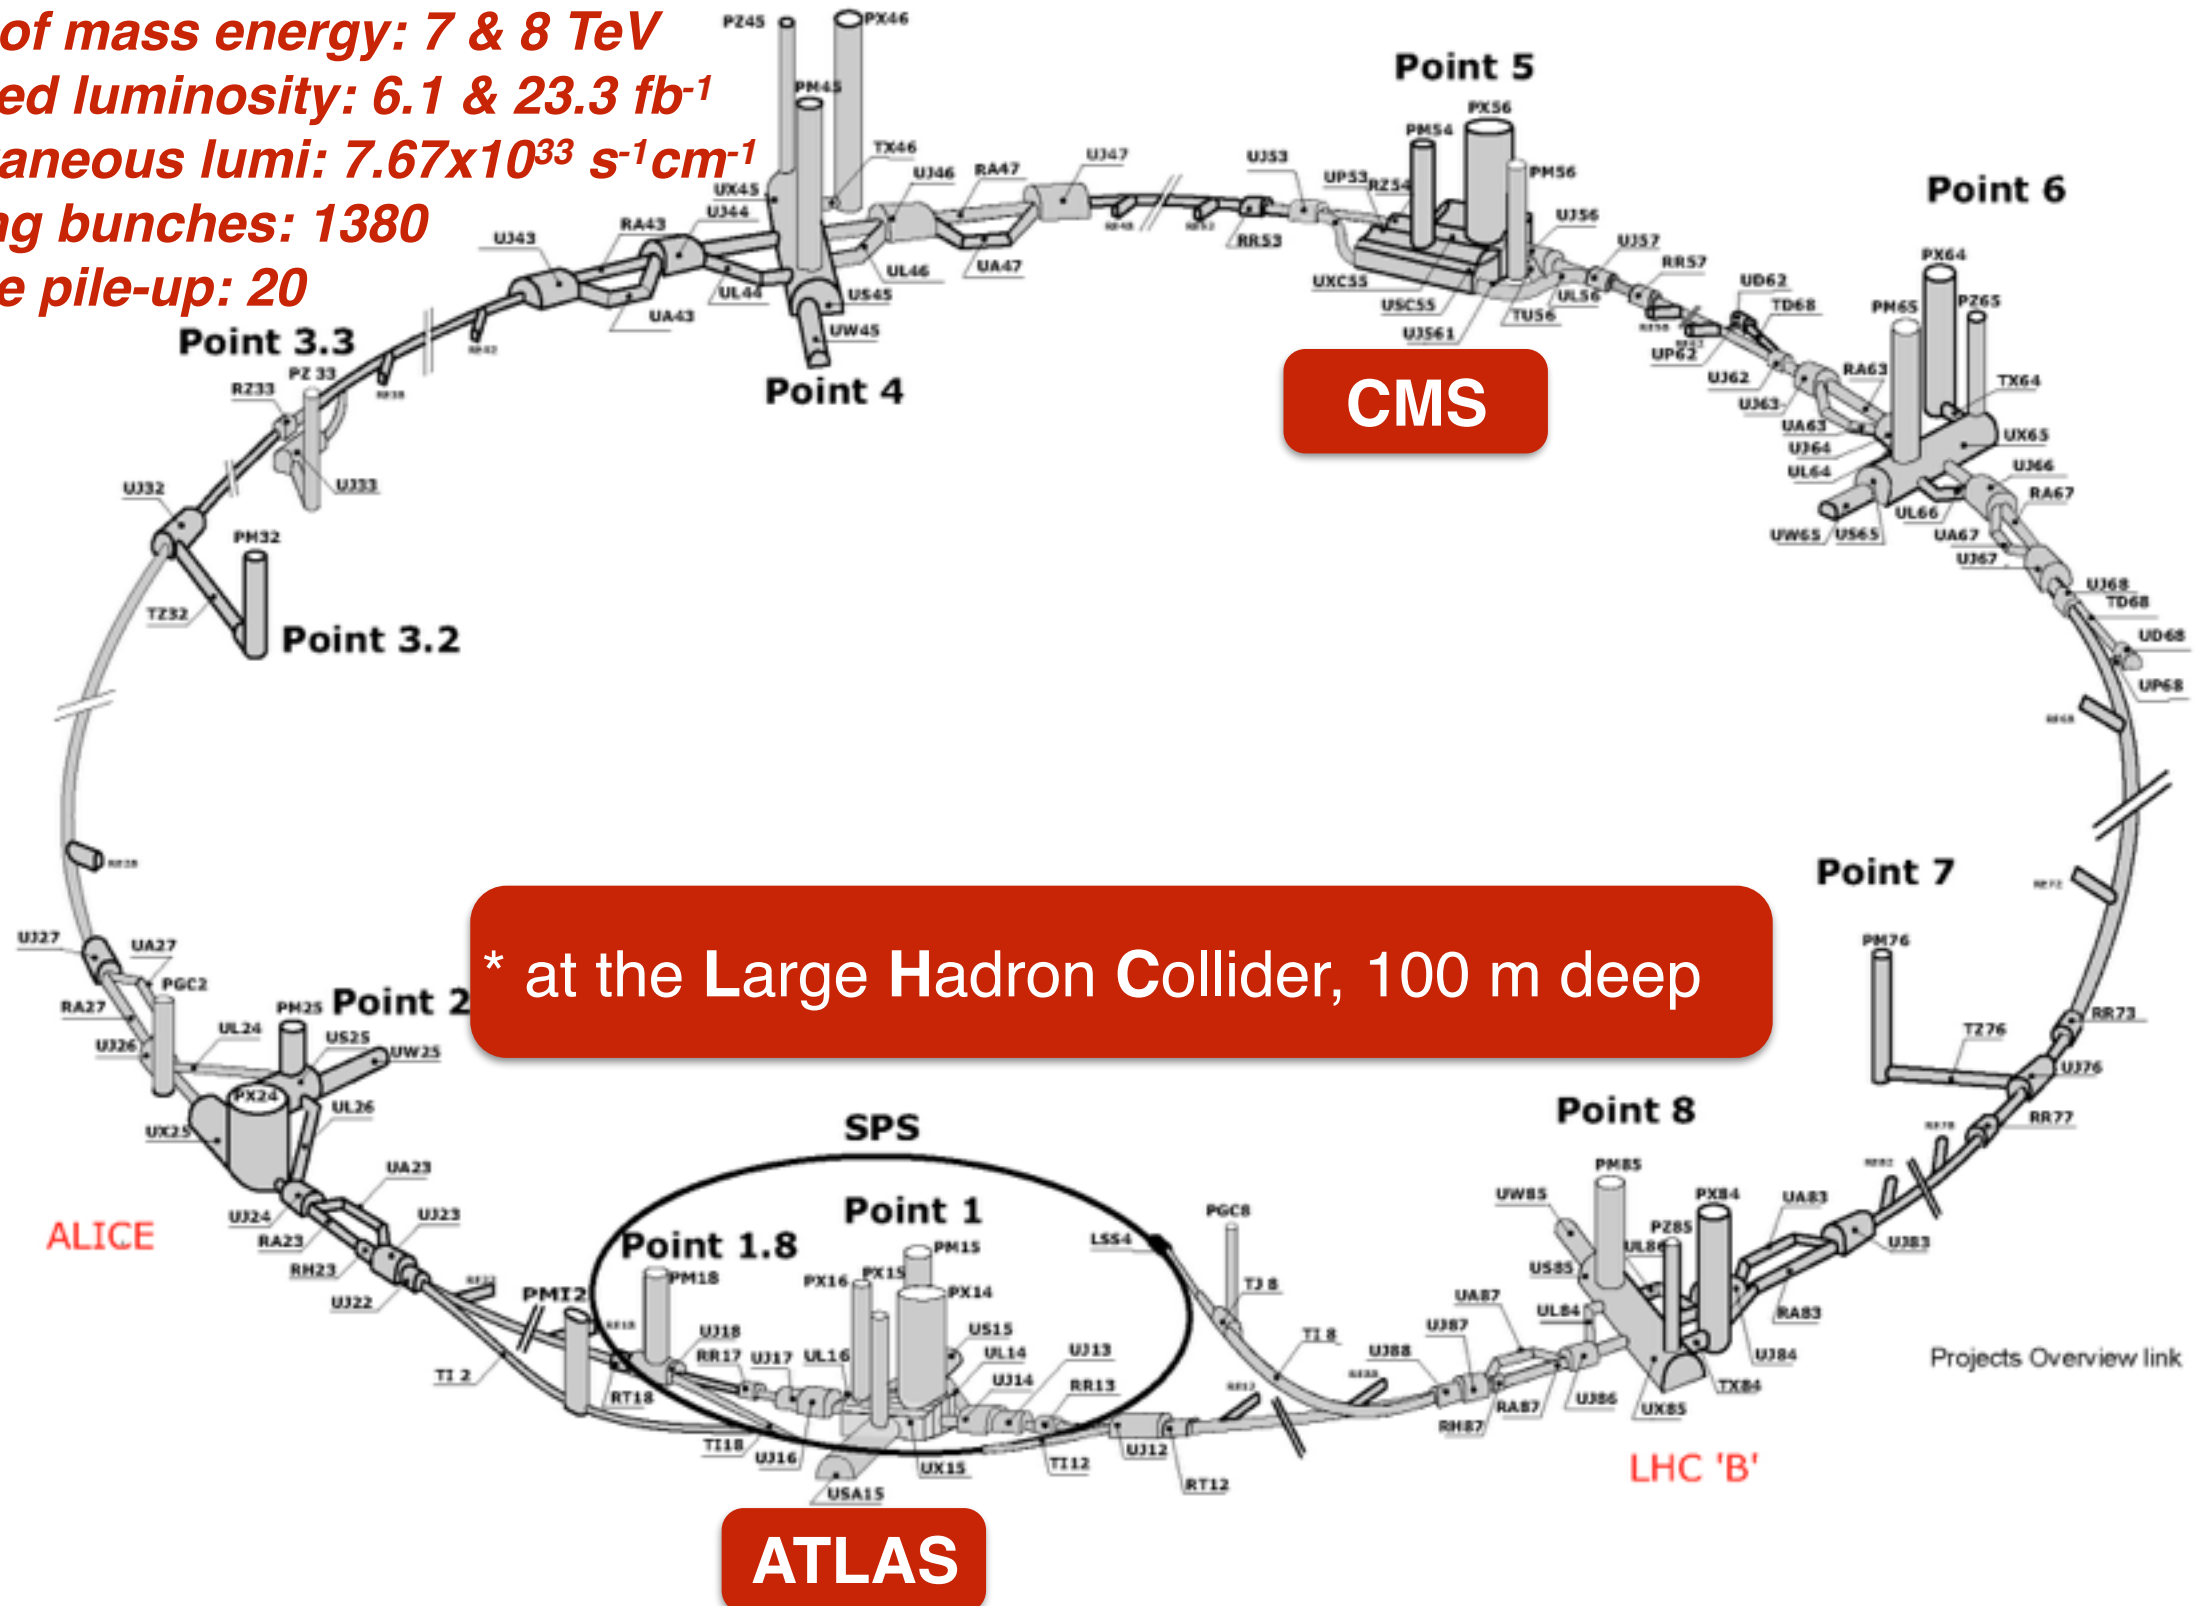 of mass energy: 7 & 8 TeV
ed luminosity: 6.1 & 23.3 fb-1
aneous lumi: 7.67x10³³ s-1cm-1
ng bunches: 1380
e pile-up: 20
PZ45
PX46
PM45
TX46
UX45
UJ46
RA47
UJ47
UJ44
RA43
UJ43
UL46
UA47
UL44
US45
UA43
UW45
Point 4
Point 5
PX56
PM54
UJ53
UP53
RZ54
PM56
UJ56
RR53
UJ57
RR57
UXC55
USC55
UL56
TU56
UJ561
CMS
Point 6
PX64
UD62
TD68
PM65
PZ65
UP62
UJ62
RA63
TX64
UJ63
UA63
UX65
UJ64
UL64
UJ66
RA67
UL66
UW65
US65
UA67
UJ67
UJ68
TD68
UD68
UP68
Point 3.3
PZ 33
RZ33
UJ33
UJ32
PM32
TZ32
Point 3.2
Point 7
PM76
RR73
TZ76
UJ76
RR77
* at the Large Hadron Collider, 100 m deep
UJ27
UA27
PGC2
PM25
Point 2
RA27
UL24
US25
UJ26
UW25
PX24
UL26
UX25
UA23
UJ24
UJ23
RA23
RH23
UJ22
ALICE
PMI2
TI 2
SPS
Point 1
Point 1.8
PM18
PX16
PX15
PM15
PX14
UJ18
RR17
UJ17
UL16
US15
UL14
UJ13
UJ14
RR13
RT18
TI18
UJ16
UX15
TI12
UJ12
RT12
USA15
ATLAS
LSS4
PGC8
TJ 8
TI 8
Point 8
PM85
UW85
PX84
PZ85
UL86
UA83
US85
UJ83
UA87
UL84
RA83
UJ87
UJ88
UJ84
TX84
UJ86
RA87
RH87
UX85
LHC 'B'
Projects Overview link